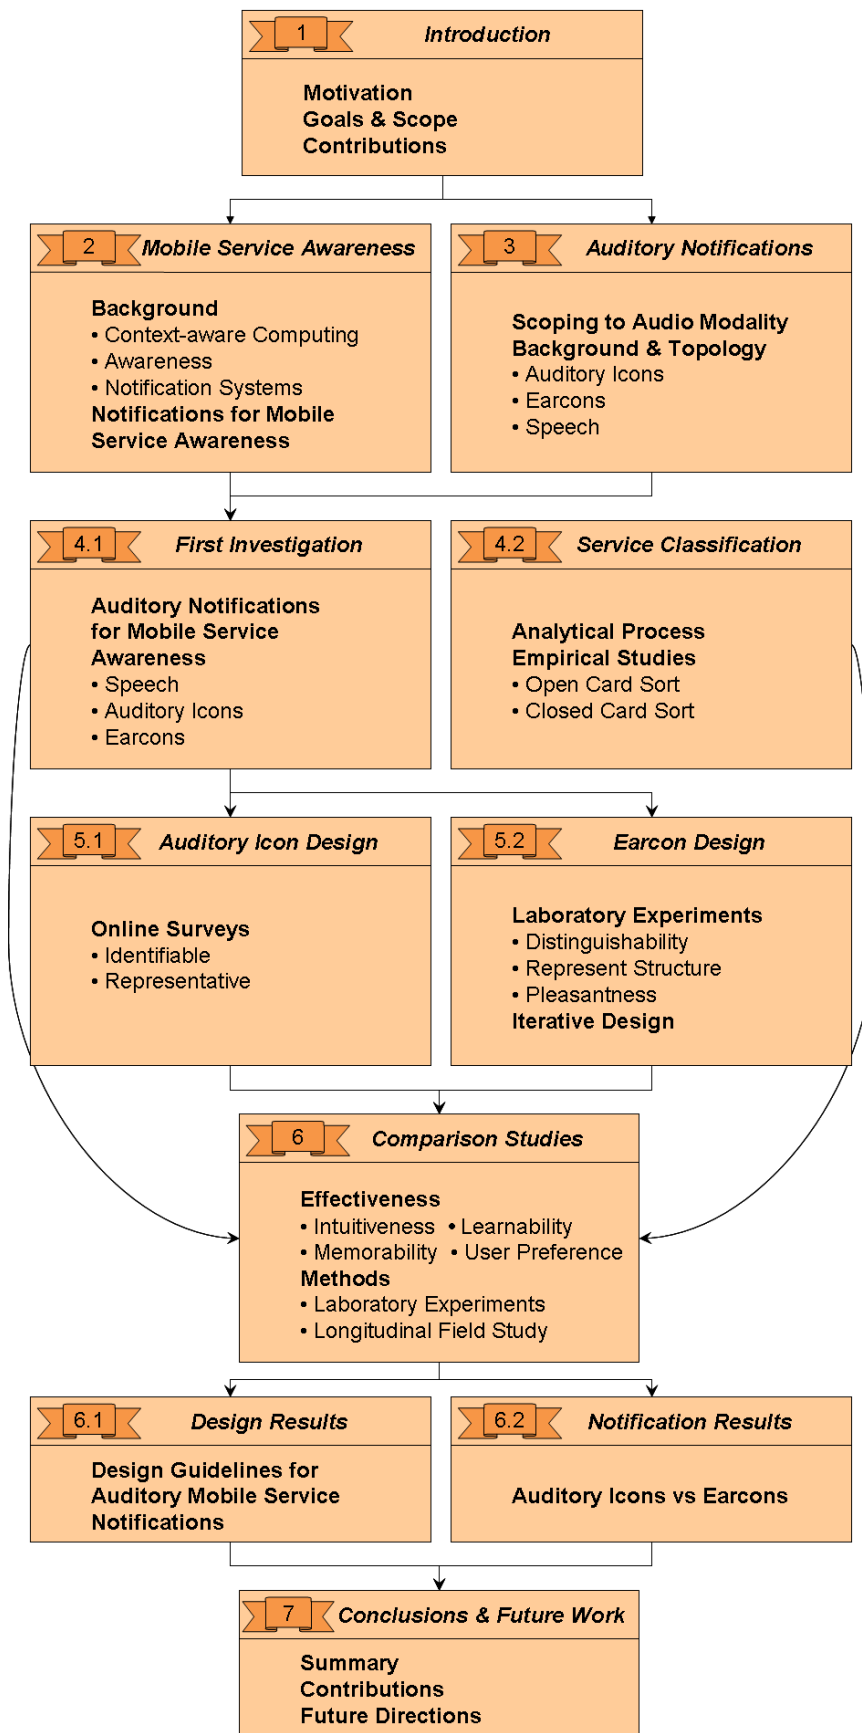 1 Introduction
Motivation
Goals & Scope
Contributions
2 Mobile Service Awareness
Background
• Context-aware Computing
• Awareness
• Notification Systems
Notifications for Mobile
Service Awareness
3 Auditory Notifications
Scoping to Audio Modality
Background & Topology
• Auditory Icons
• Earcons
• Speech
4.1 First Investigation
Auditory Notifications
for Mobile Service
Awareness
• Speech
• Auditory Icons
• Earcons
4.2 Service Classification
Analytical Process
Empirical Studies
• Open Card Sort
• Closed Card Sort
5.1 Auditory Icon Design
Online Surveys
• Identifiable
• Representative
5.2 Earcon Design
Laboratory Experiments
• Distinguishability
• Represent Structure
• Pleasantness
Iterative Design
6 Comparison Studies
Effectiveness
• Intuitiveness • Learnability
• Memorability • User Preference
Methods
• Laboratory Experiments
• Longitudinal Field Study
6.1 Design Results
Design Guidelines for
Auditory Mobile Service
Notifications
6.2 Notification Results
Auditory Icons vs Earcons
7 Conclusions & Future Work
Summary
Contributions
Future Directions